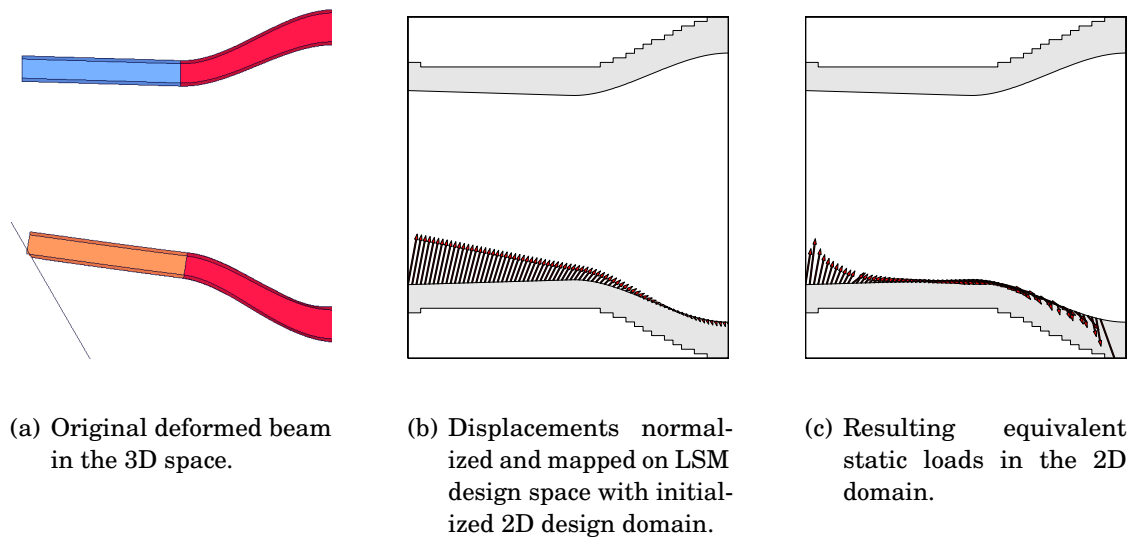 (a) Original deformed beam
in the 3D space.
(b) Displacements normal-
ized and mapped on LSM
design space with initial-
ized 2D design domain.
(c) Resulting equivalent
static loads in the 2D
domain.